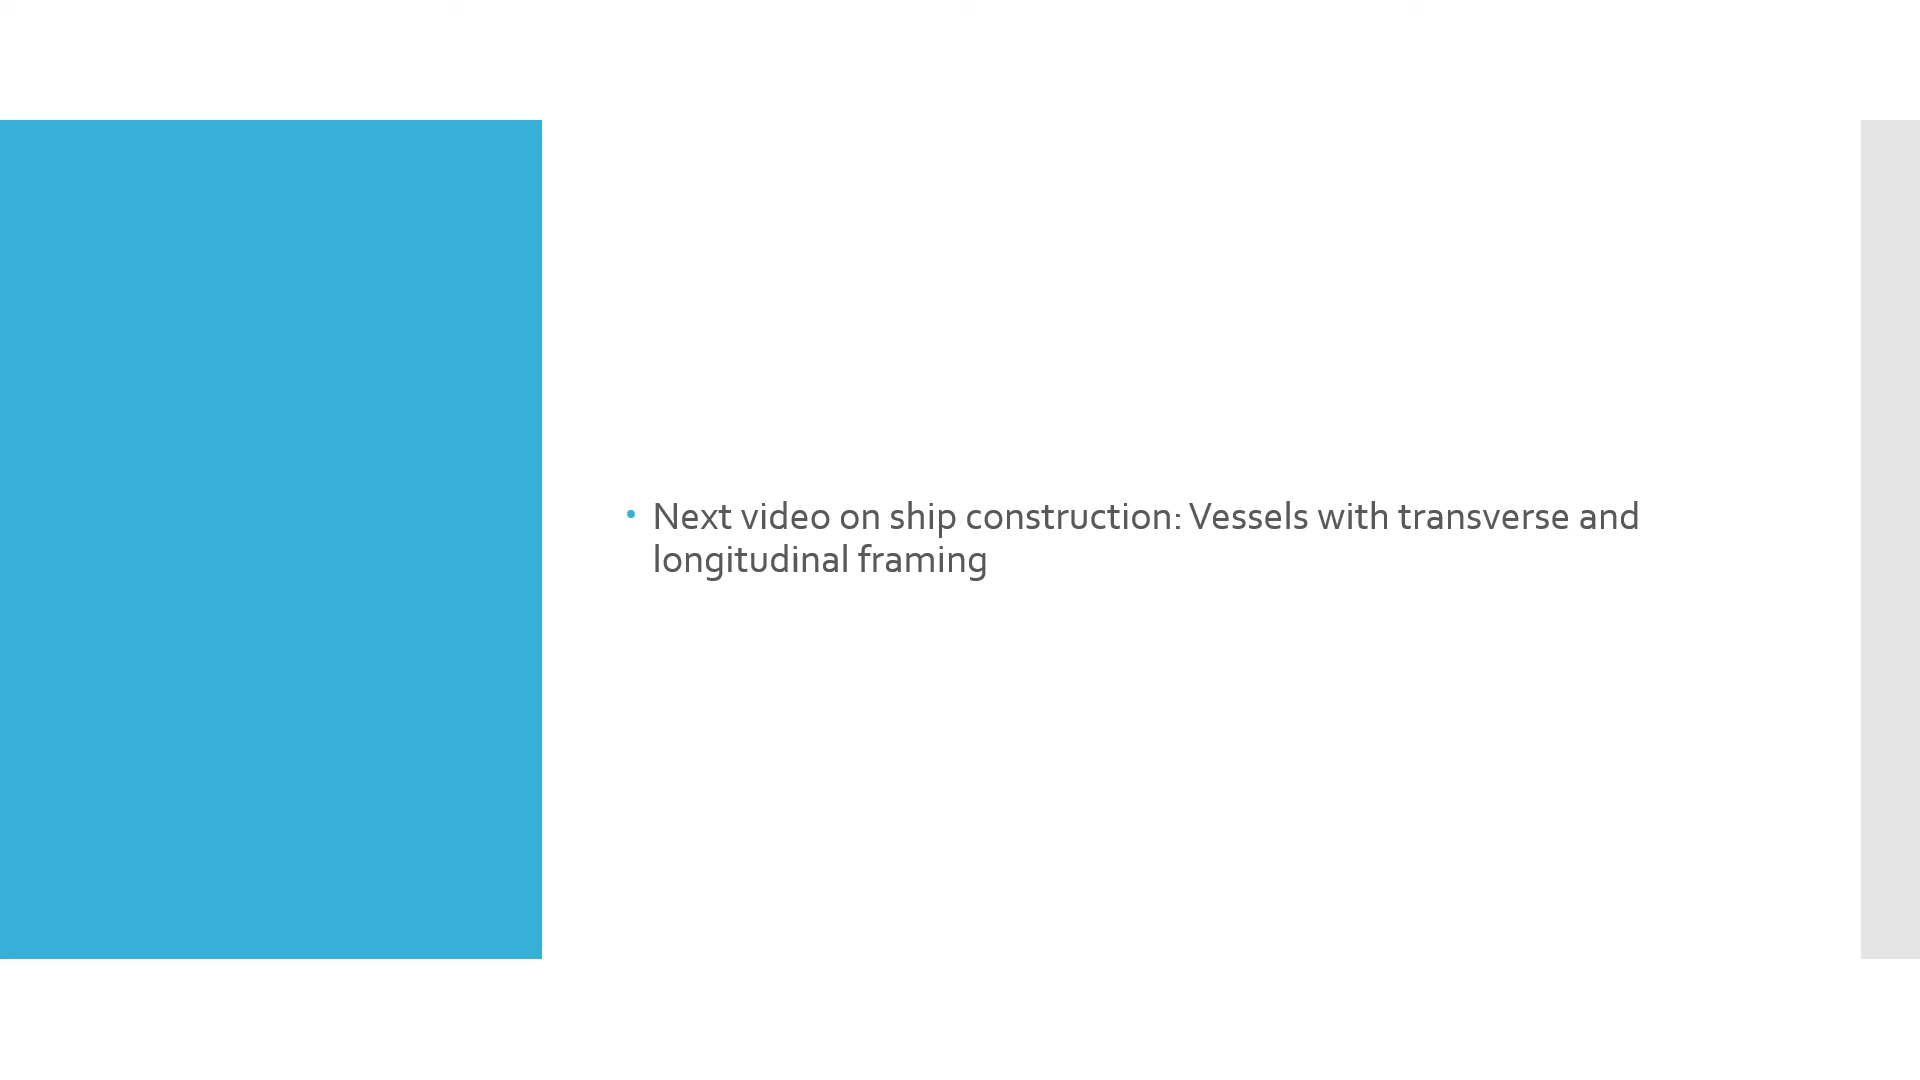 • Next video on ship construction: Vessels with transverse and
longitudinal framing